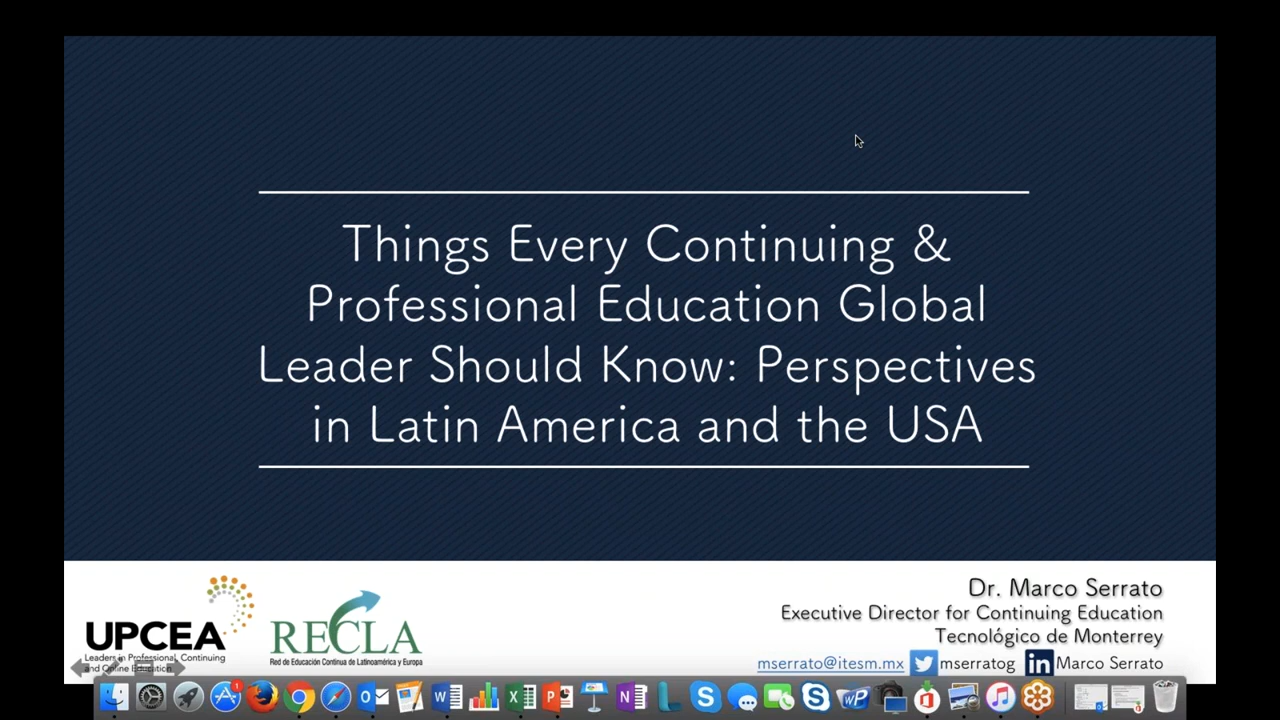 Things Every Continuing &
Professional Education Global
Leader Should Know: Perspectives
in Latin America and the USA
UPCEA
Leaders in Professional, Continuing
and Online Education
RECLA
Red de Educación Continua de Latinoamérica y Europa
Dr. Marco Serrato
Executive Director for Continuing Education
Tecnológico de Monterrey
mserrato@itesm.mx mserratog in Marco Serrato